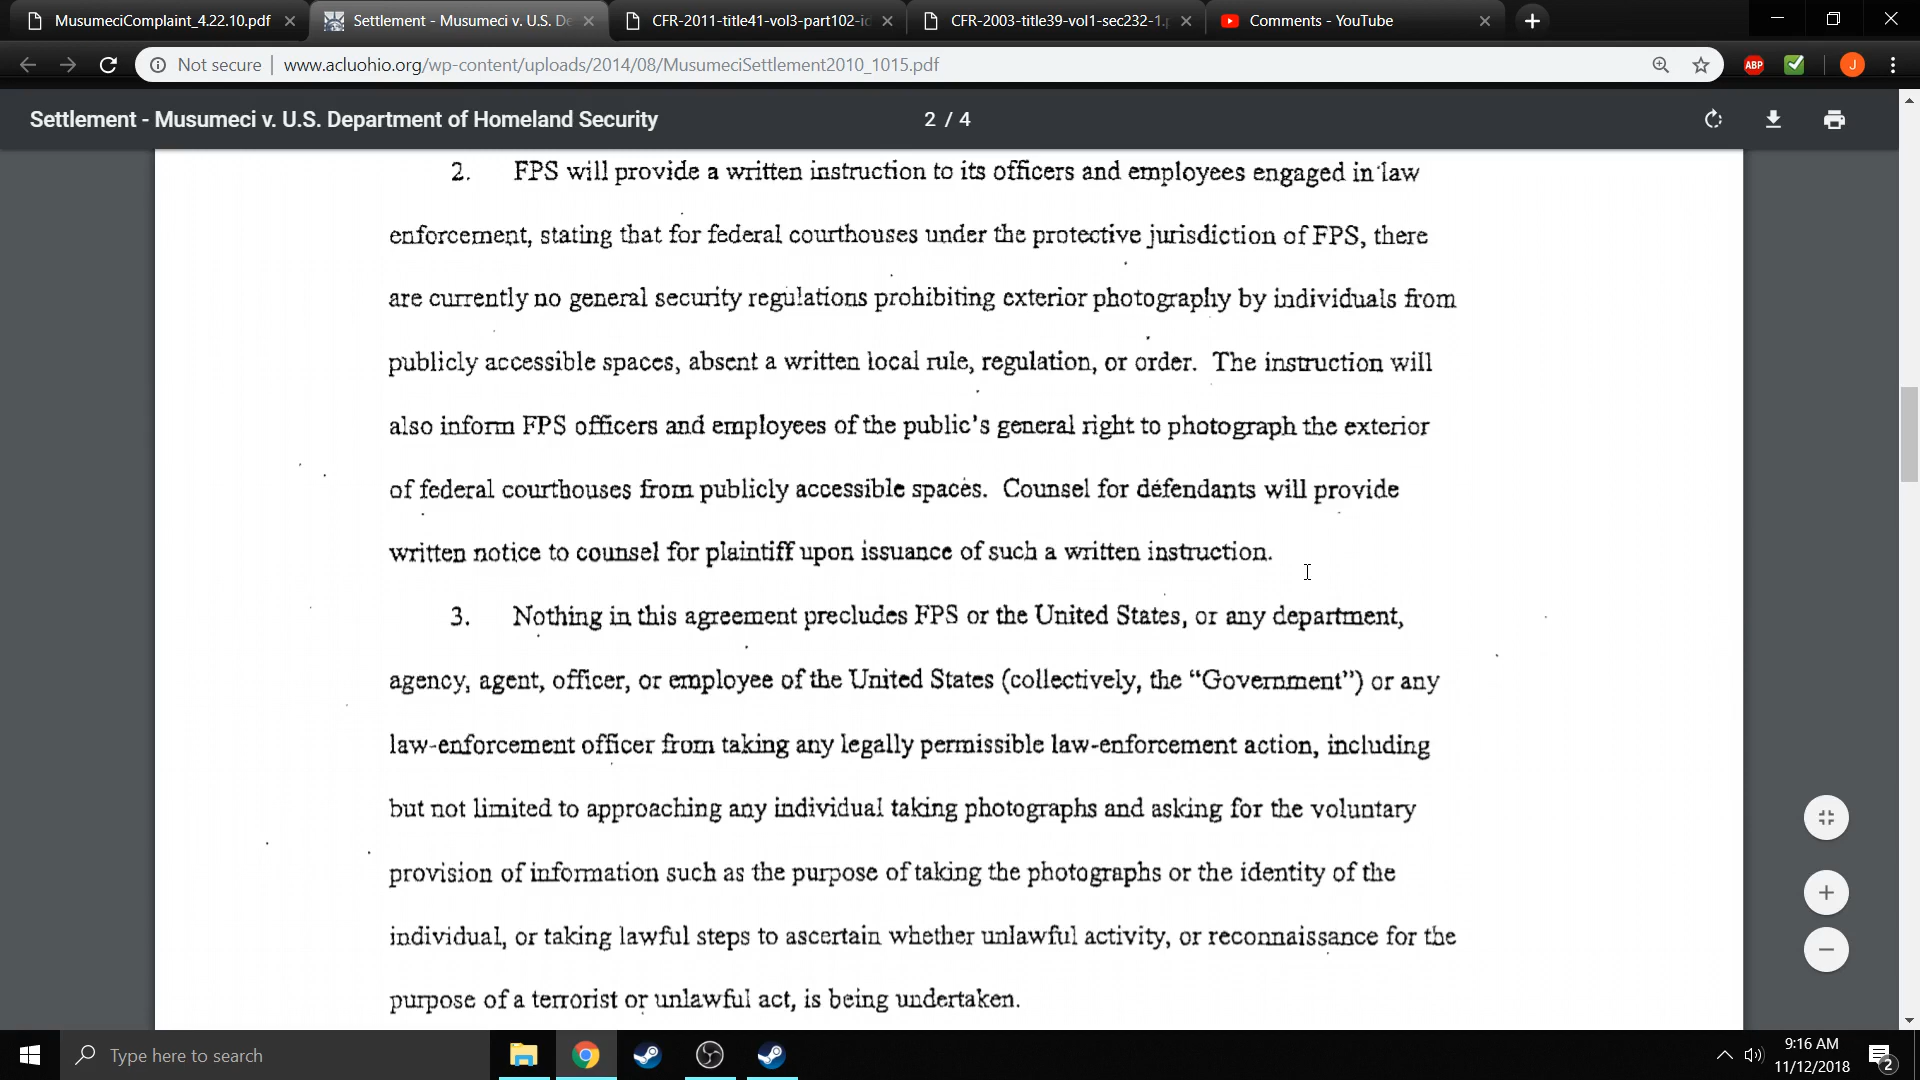 MusumeciComplaint_4.22.10.pdf
Settlement - Musumeci v. U.S. De
CFR-2011-title41-vol3-part102-id
CFR-2003-title39-vol1-sec232-1.p
Comments - YouTube
Not secure | www.acluohio.org/wp-content/uploads/2014/08/MusumeciSettlement2010_1015.pdf
ABP
J
Settlement - Musumeci v. U.S. Department of Homeland Security
2 / 4
2. FPS will provide a written instruction to its officers and employees engaged in law
enforcement, stating that for federal courthouses under the protective jurisdiction of FPS, there
are currently no general security regulations prohibiting exterior photography by individuals from
publicly accessible spaces, absent a written local rule, regulation, or order. The instruction will
also inform FPS officers and employees of the public's general right to photograph the exterior
of federal courthouses from publicly accessible spaces. Counsel for defendants will provide
written notice to counsel for plaintiff upon issuance of such a written instruction.
3. Nothing in this agreement precludes FPS or the United States, or any department,
agency, agent, officer, or employee of the United States (collectively, the “Government”) or any
law-enforcement officer from taking any legally permissible law-enforcement action, including
but not limited to approaching any individual taking photographs and asking for the voluntary
provision of information such as the purpose of taking the photographs or the identity of the
individual, or taking lawful steps to ascertain whether unlawful activity, or reconnaissance for the
purpose of a terrorist or unlawful act, is being undertaken.
Type here to search
9:16 AM
11/12/2018
2